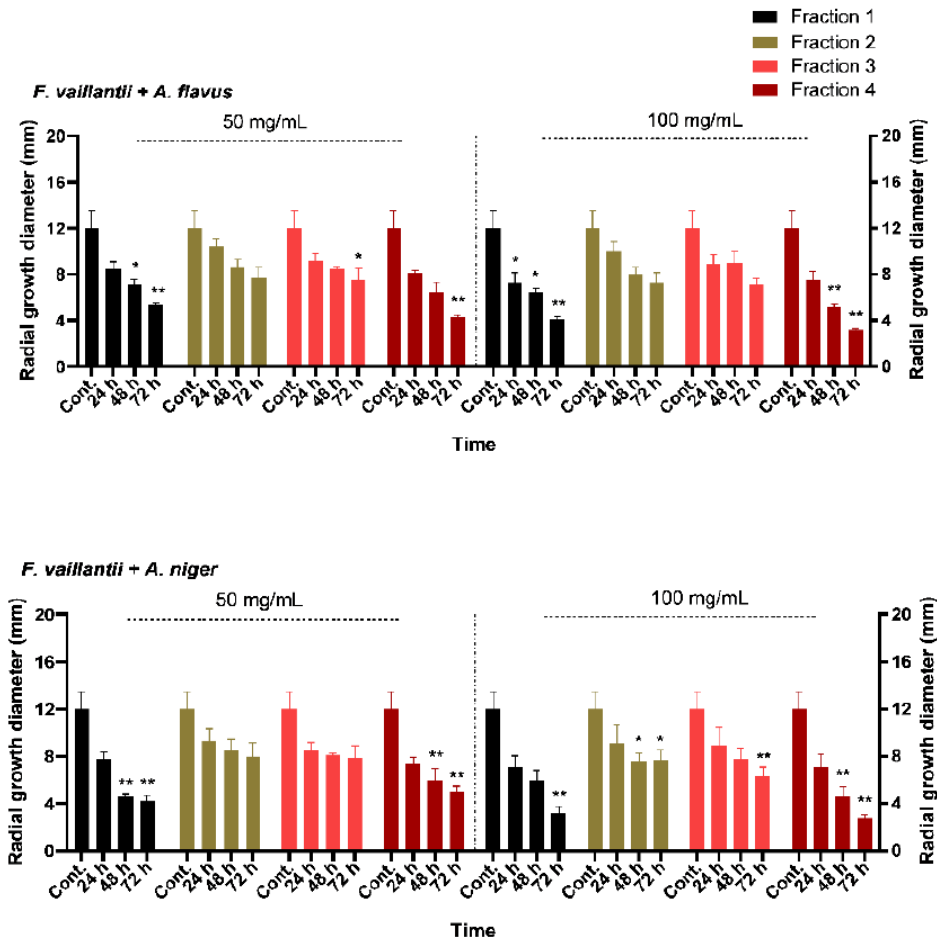 Fraction 1
Fraction 2
Fraction 3
Fraction 4
F. vaillantii + A. flavus
50 mg/mL
100 mg/mL
Radial growth diameter (mm)
20
16
12
8
4
0
* ** * ** * * ** ** **
20
16
12
8
4
0
Radial growth diameter (mm)
Cont. 24 h 48 h 72 h Cont. 24 h 48 h 72 h Cont. 24 h 48 h 72 h Cont. 24 h 48 h 72 h Cont. 24 h 48 h 72 h Cont. 24 h 48 h 72 h Cont. 24 h 48 h 72 h Cont. 24 h 48 h 72 h
Time
F. vaillantii + A. niger
50 mg/mL
100 mg/mL
Radial growth diameter (mm)
20
16
12
8
4
0
** ** ** ** ** * * ** ** **
20
16
12
8
4
0
Radial growth diameter (mm)
Cont. 24 h 48 h 72 h Cont. 24 h 48 h 72 h Cont. 24 h 48 h 72 h Cont. 24 h 48 h 72 h Cont. 24 h 48 h 72 h Cont. 24 h 48 h 72 h Cont. 24 h 48 h 72 h Cont. 24 h 48 h 72 h
Time